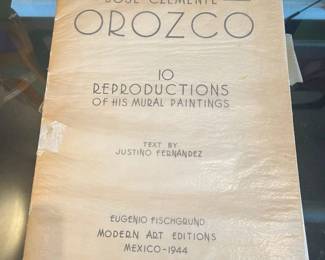 JOSE CLEMENTE
OROZCO
10
REPRODUCTIONS
OF HIS MURAL PAINTINGS
TEXT BY
JUSTINO FERNANDEZ
EUGENIO FISCHGRUND
MODERN ART EDITIONS
MEXICO-1944